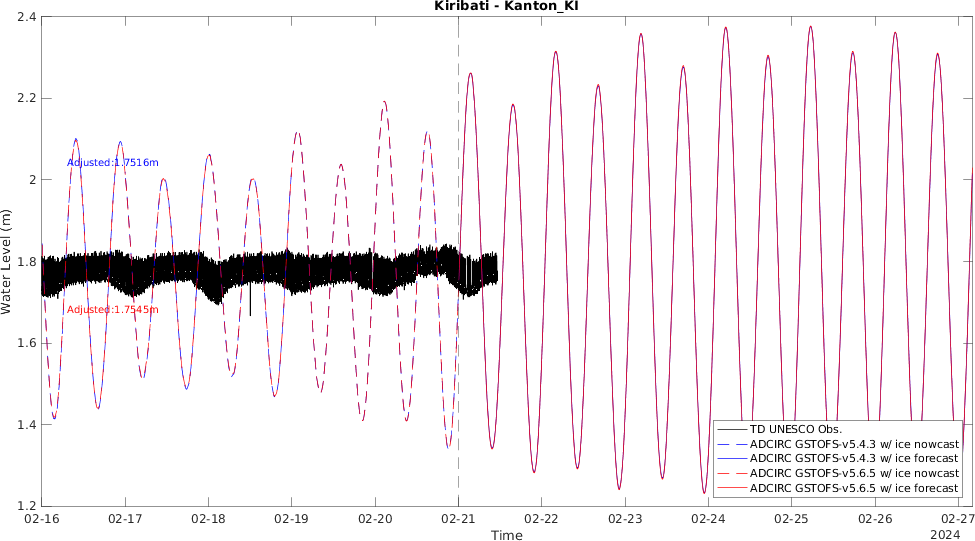 Kiribati - Kanton_KI
2.4
2.2
2
1.8
1.6
1.4
1.2
Water Level (m)
Adjusted:1.7516m
Adjusted:1.7545m
TD UNESCO Obs.
ADCIRC GSTOFS-v5.4.3 w/ ice nowcast
ADCIRC GSTOFS-v5.4.3 w/ ice forecast
ADCIRC GSTOFS-v5.6.5 w/ ice nowcast
ADCIRC GSTOFS-v5.6.5 w/ ice forecast
02-16 02-17 02-18 02-19 02-20 02-21 02-22 02-23 02-24 02-25 02-26 02-27
Time
2024